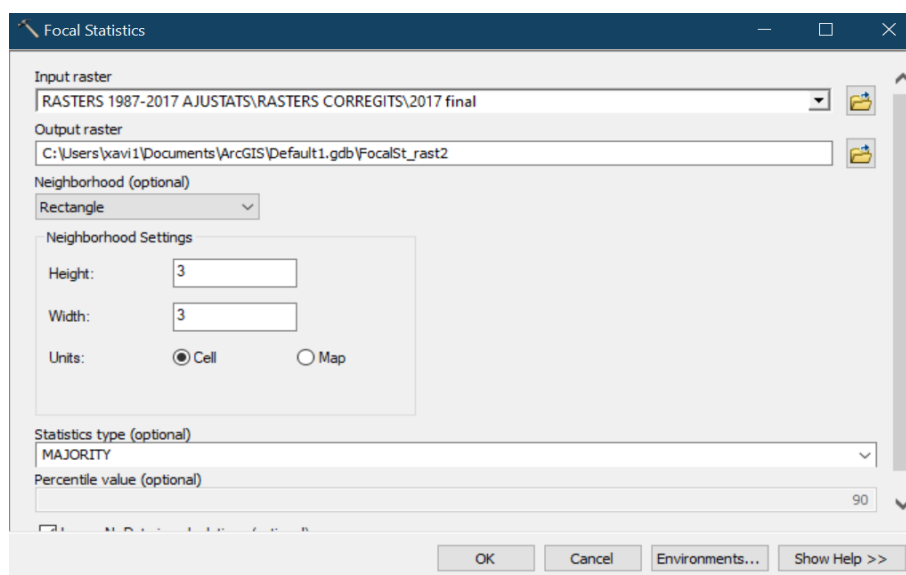 Focal Statistics
Input raster
RASTERS 1987-2017 AJUSTATS\RASTERS CORREGITS\2017 final
Output raster
C:\Users\xavi1\Documents\ArcGIS\Default1.gdb\FocalSt_rast2
Neighborhood (optional)
Rectangle
Neighborhood Settings
Height: 3
Width: 3
Units: Cell Map
Statistics type (optional)
MAJORITY
Percentile value (optional)
90
OK Cancel Environments... Show Help >>